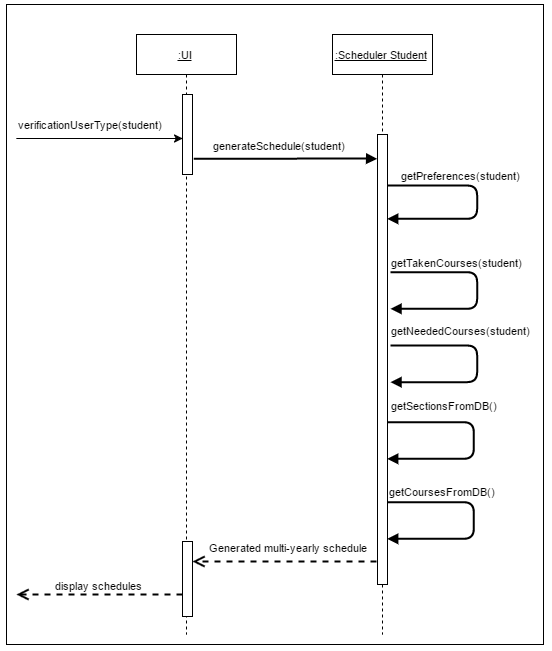 :UI
:Scheduler Student
verificationUserType(student)
generateSchedule(student)
getPreferences(student)
getTakenCourses(student)
getNeededCourses(student)
getSectionsFromDB()
getCoursesFromDB()
Generated multi-yearly schedule
display schedules